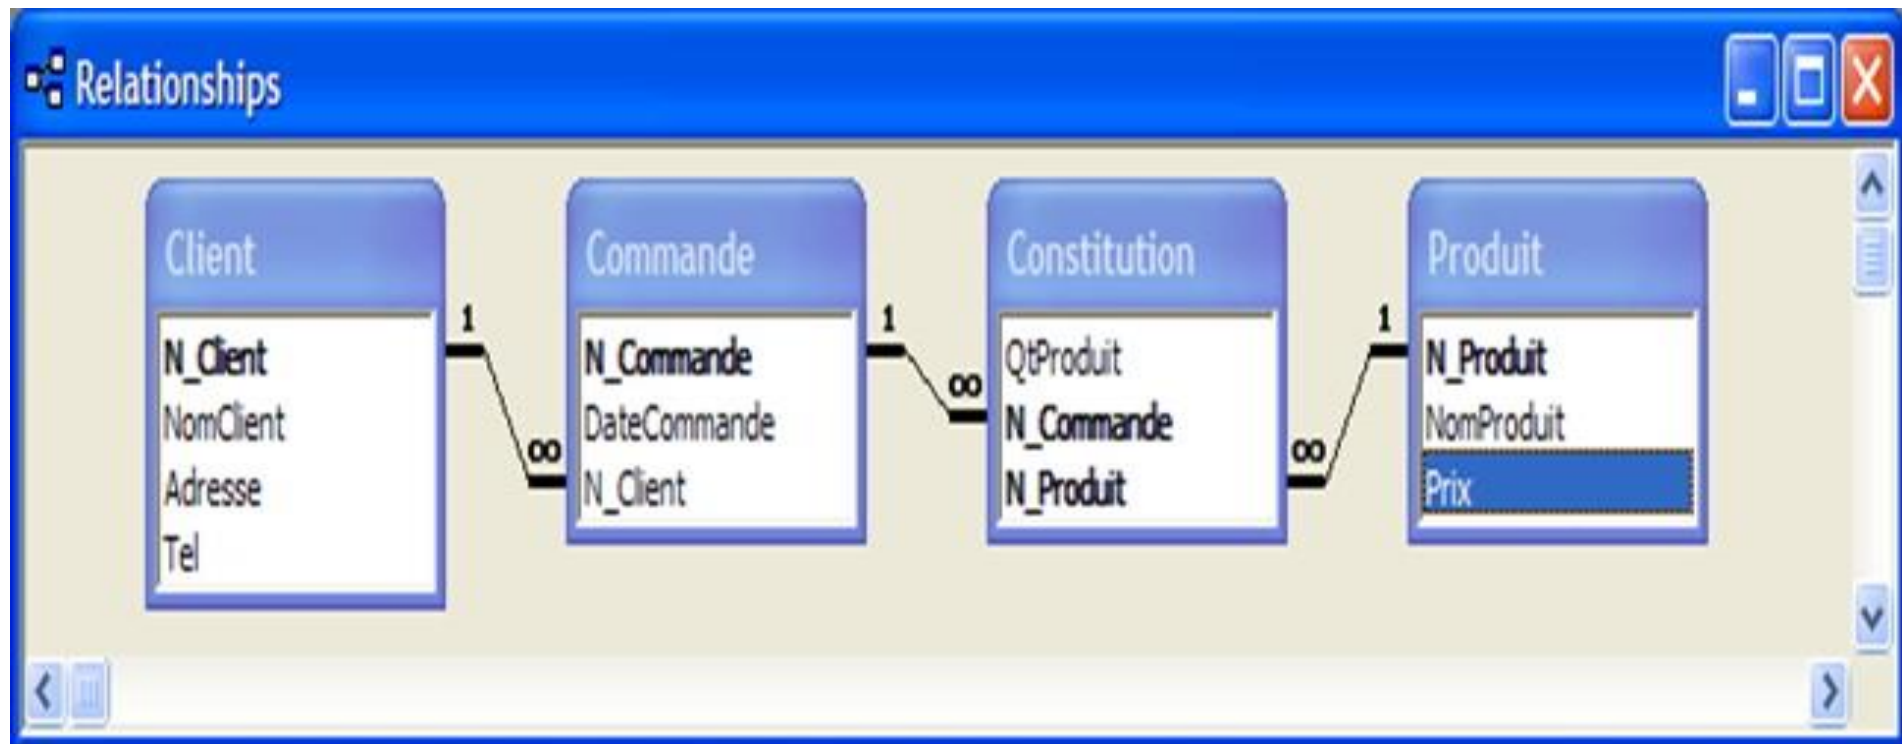 Relationships
Client
N_Client
NomClient
Adresse
Tel
1
∞
Commande
N_Commande
DateCommande
N_Client
1
∞
Constitution
QtProduit
N_Commande
N_Produit
∞
1
Produit
N_Produit
NomProduit
Prix